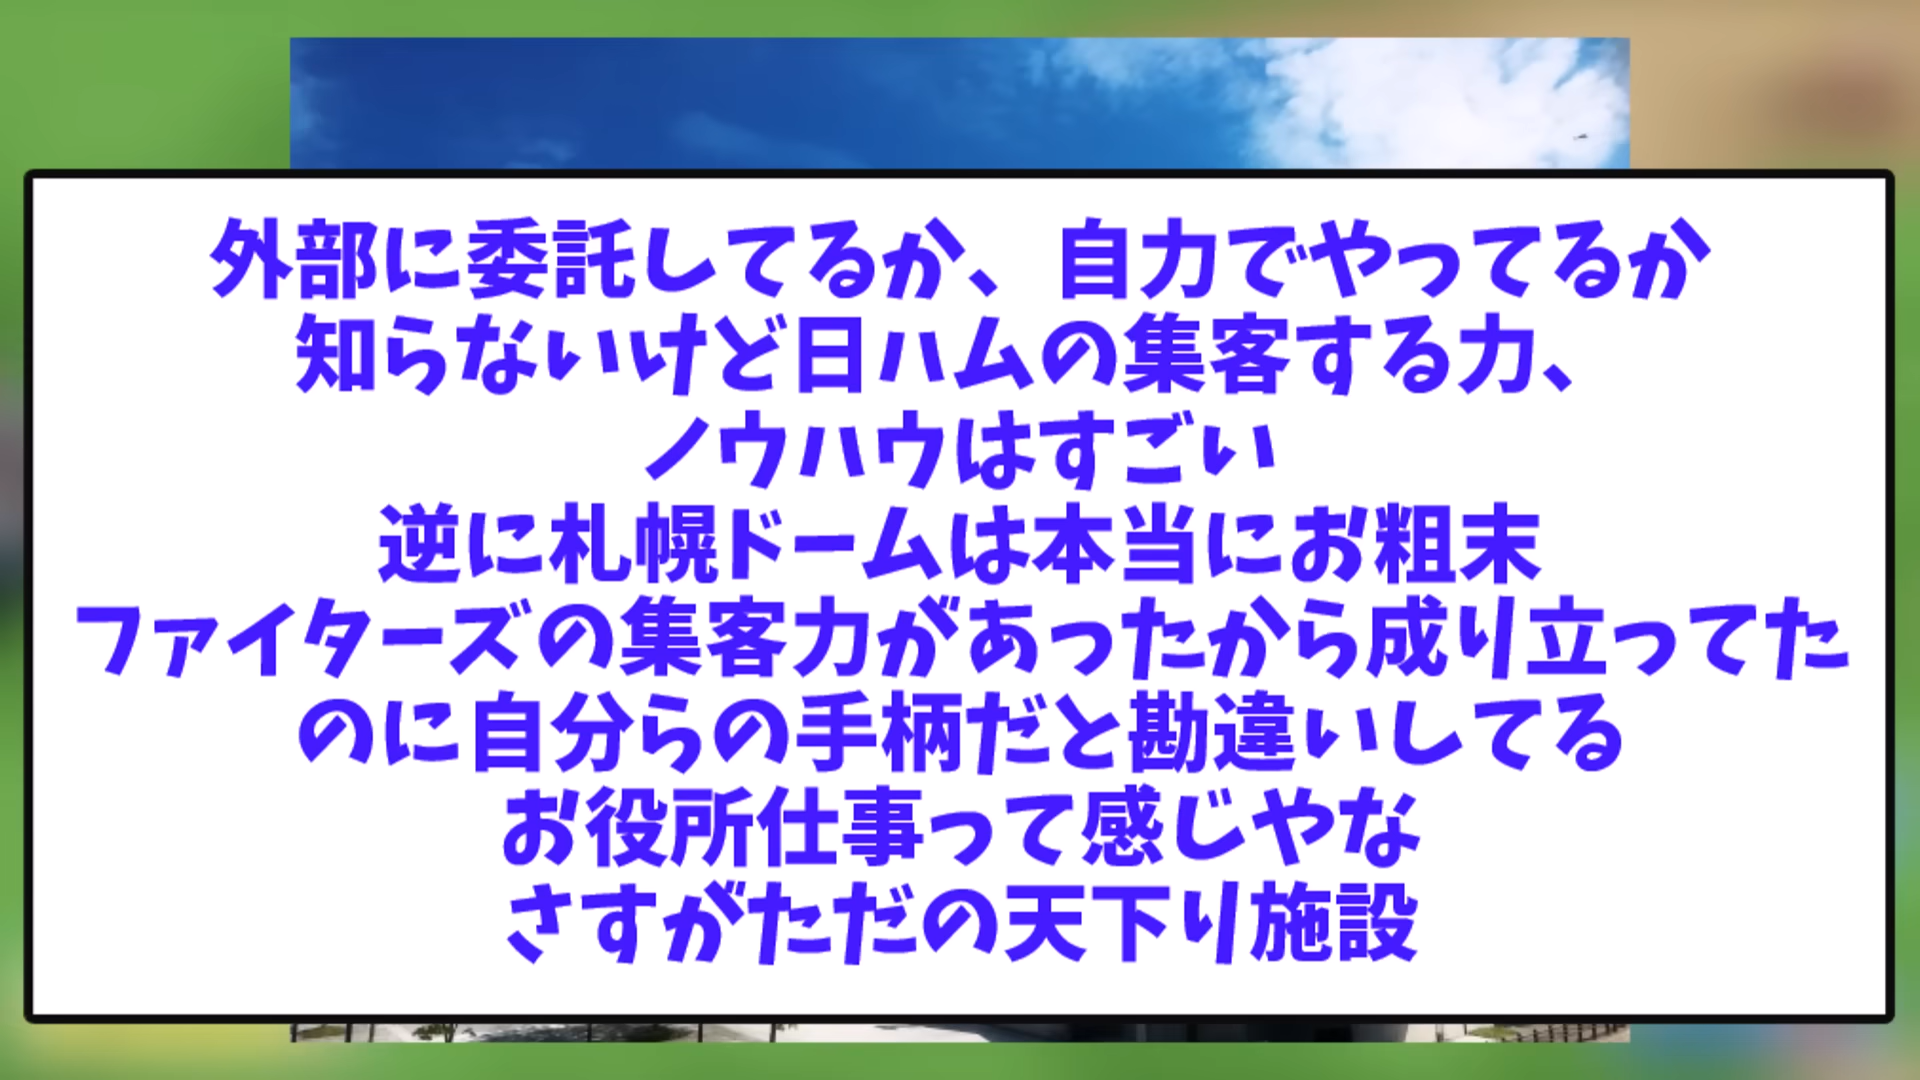 外部に委託してるか、自力でやってるか
知らないけど日ハムの集客する力、
ノウハウはすごい
逆に札幌ドームは本当にお粗末
ファイターズの集客力があったから成り立ってた
のに自分らの手柄だと勘違いしてる
お役所仕事って感じやな
さすがただの天下り施設